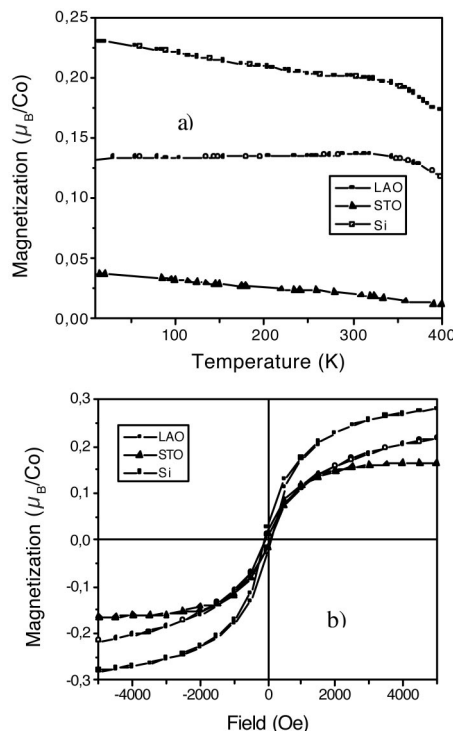 0,25
0,20
0,15
0,10
0,05
0,00
Magnetization (μB/Co)
a)
LAO
STO
Si
100 200 300 400
Temperature (K)
0,3
0,2
0,1
0,0
-0,1
-0,2
-0,3
Magnetization (μB/Co)
LAO
STO
Si
b)
-4000 -2000 0 2000 4000
Field (Oe)